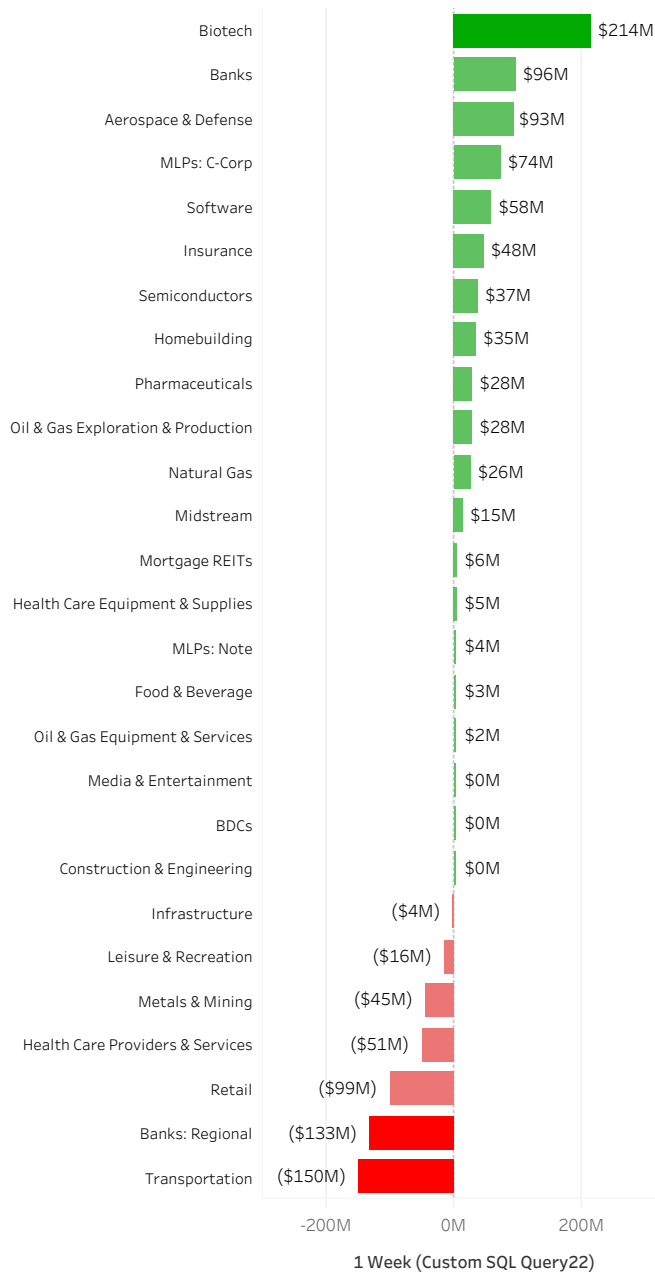 Biotech $214M
Banks $96M
Aerospace & Defense $93M
MLPs: C-Corp $74M
Software $58M
Insurance $48M
Semiconductors $37M
Homebuilding $35M
Pharmaceuticals $28M
Oil & Gas Exploration & Production $28M
Natural Gas $26M
Midstream $15M
Mortgage REITs $6M
Health Care Equipment & Supplies $5M
MLPs: Note $4M
Food & Beverage $3M
Oil & Gas Equipment & Services $2M
Media & Entertainment $0M
BDCs $0M
Construction & Engineering $0M
Infrastructure ($4M)
Leisure & Recreation ($16M)
Metals & Mining ($45M)
Health Care Providers & Services ($51M)
Retail ($99M)
Banks: Regional ($133M)
Transportation ($150M)
-200M 0M 200M
1 Week (Custom SQL Query22)